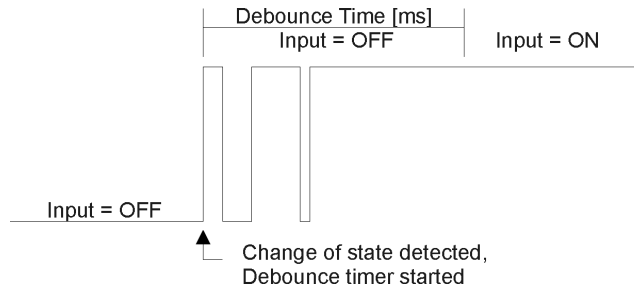 Debounce Time [ms]
Input = OFF
Input = ON
Input = OFF
Change of state detected,
Debounce timer started